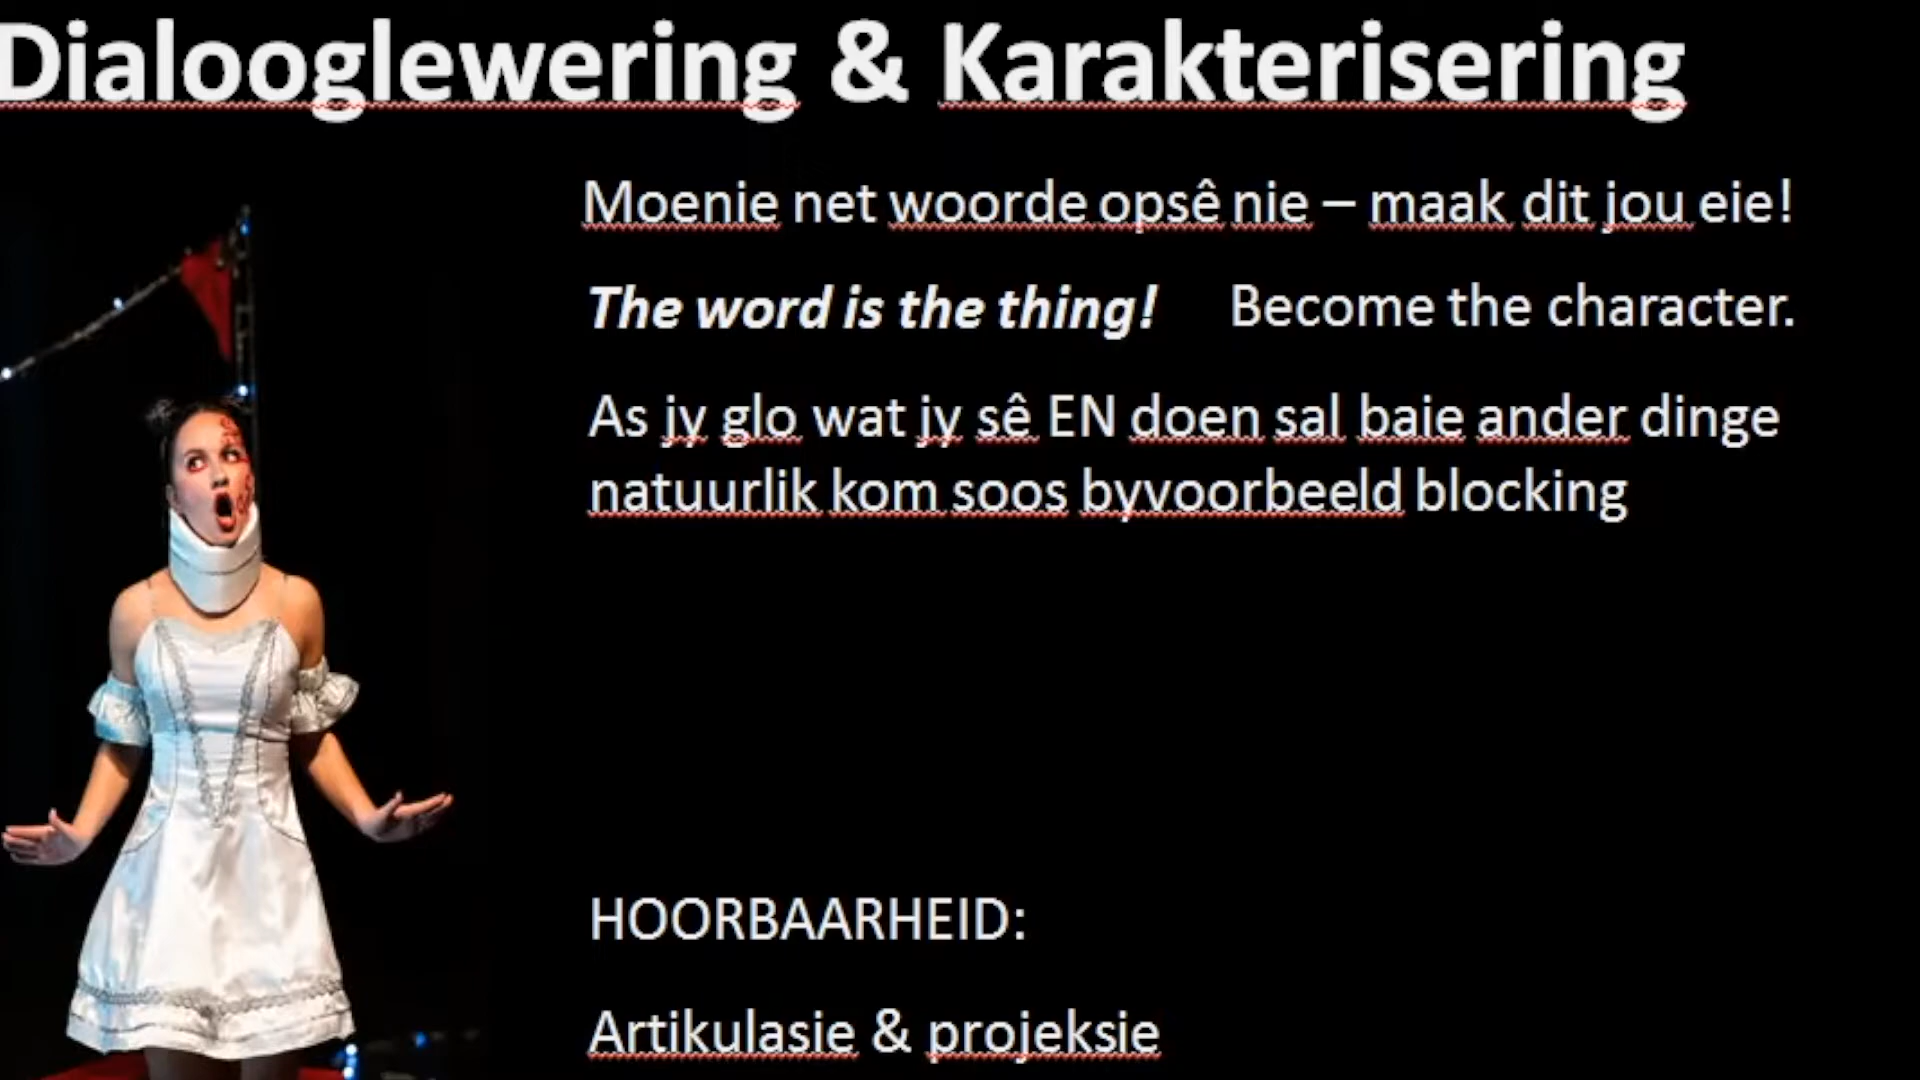 Dialooglewering & Karakterisering
Moenie net woorde opsê nie – maak dit jou eie!
The word is the thing! Become the character.
As jy glo wat jy sê EN doen sal baie ander dinge
natuurlik kom soos byvoorbeeld blocking
HOORBAARHEID:
Artikulasie & projeksie